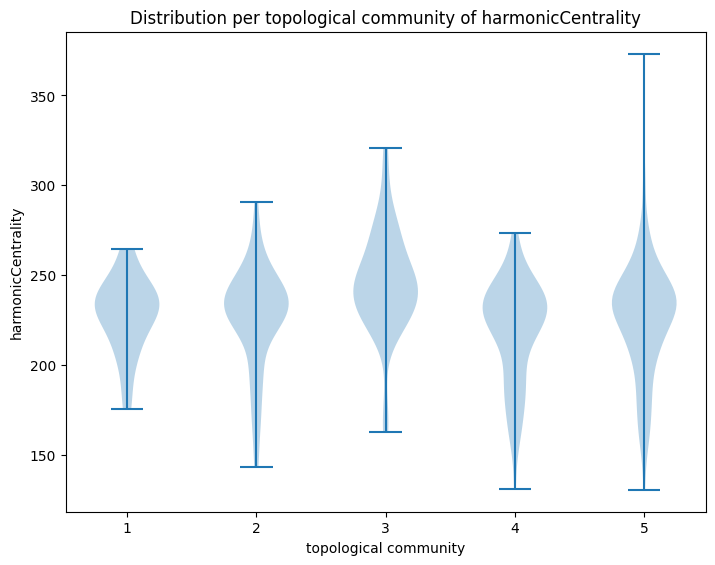 Distribution per topological community of harmonicCentrality
harmonicCentrality
350
300
250
200
150
1 2 3 4 5
topological community